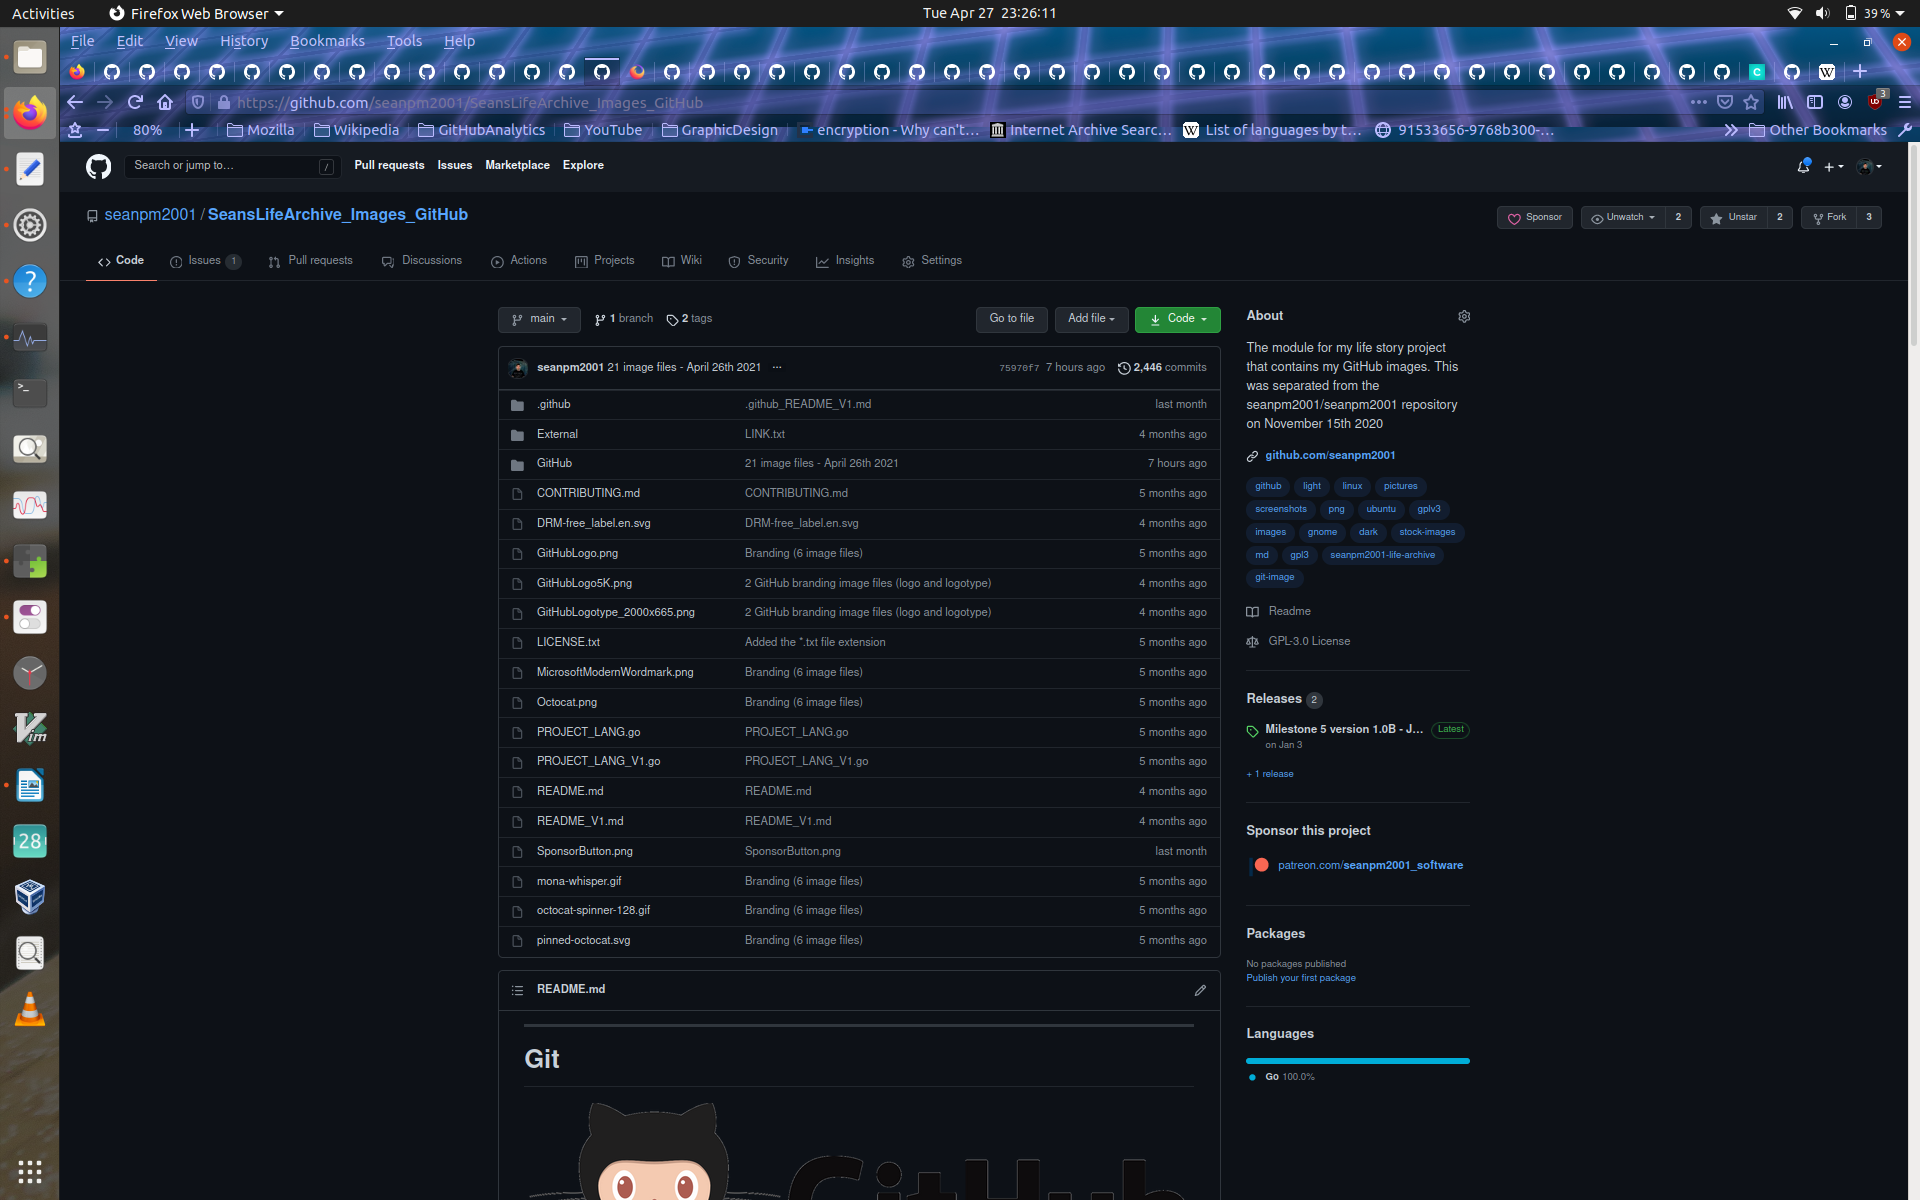 Activities
Firefox Web Browser
Tue Apr 27 23:26:11
39 %
File Edit View History Bookmarks Tools Help
https://github.com/seanpm2001/SeansLifeArchive_Images_GitHub
3
80%
Mozilla
Wikipedia
GitHubAnalytics
YouTube
GraphicDesign
encryption - Why can't...
Internet Archive Searc...
List of languages by t...
91533656-9768b300-...
Other Bookmarks
Search or jump to...
/
Pull requests Issues Marketplace Explore
seanpm2001 / SeansLifeArchive_Images_GitHub
Sponsor
Unwatch 2
Unstar 2
Fork 3
Code
Issues 1
Pull requests
Discussions
Actions
Projects
Wiki
Security
Insights
Settings
main
1 branch
2 tags
Go to file
Add file
Code
seanpm2001 21 image files - April 26th 2021 ...
75970f7 7 hours ago
2,446 commits
.github .github_README_V1.md last month
External LINK.txt 4 months ago
GitHub 21 image files - April 26th 2021 7 hours ago
CONTRIBUTING.md CONTRIBUTING.md 5 months ago
DRM-free_label.en.svg DRM-free_label.en.svg 4 months ago
GitHubLogo.png Branding (6 image files) 5 months ago
GitHubLogo5K.png 2 GitHub branding image files (logo and logotype) 4 months ago
GitHubLogotype_2000x665.png 2 GitHub branding image files (logo and logotype) 4 months ago
LICENSE.txt Added the *.txt file extension 5 months ago
MicrosoftModernWordmark.png Branding (6 image files) 5 months ago
Octocat.png Branding (6 image files) 5 months ago
PROJECT_LANG.go PROJECT_LANG.go 5 months ago
PROJECT_LANG_V1.go PROJECT_LANG_V1.go 5 months ago
README.md README.md 4 months ago
README_V1.md README_V1.md 4 months ago
SponsorButton.png SponsorButton.png last month
mona-whisper.gif Branding (6 image files) 5 months ago
octocat-spinner-128.gif Branding (6 image files) 5 months ago
pinned-octocat.svg Branding (6 image files) 5 months ago
README.md
Git
GitHub
About
The module for my life story project
that contains my GitHub images. This
was separated from the
seanpm2001/seanpm2001 repository
on November 15th 2020
github.com/seanpm2001
github light linux pictures
screenshots png ubuntu gplv3
images gnome dark stock-images
md gpl3 seanpm2001-life-archive
git-image
Readme
GPL-3.0 License
Releases 2
Milestone 5 version 1.0B - J... Latest
on Jan 3
+ 1 release
Sponsor this project
patreon.com/seanpm2001_software
Packages
No packages published
Publish your first package
Languages
Go 100.0%
28
Vim